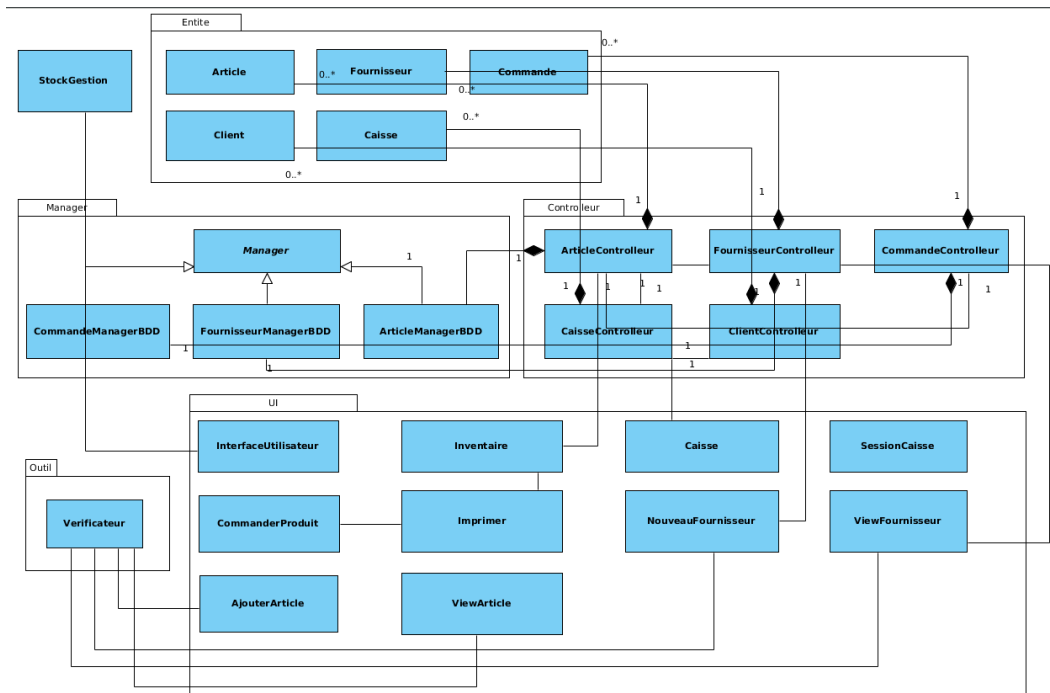 Entite
0..*
StockGestion
Article
Fournisseur
Commande
0..*
0..*
0..*
Client
Caisse
0..*
Manager
Controlleur
1
1
1
Manager
ArticleControlleur
FournisseurControlleur
CommandeControlleur
1
1
1
1
1
1
1
1
1
1
CommandeManagerBDD
FournisseurManagerBDD
ArticleManagerBDD
CaisseControlleur
ClientControlleur
1
1
1
1
UI
InterfaceUtilisateur
Inventaire
Caisse
SessionCaisse
Outil
Verificateur
CommanderProduit
Imprimer
NouveauFournisseur
ViewFournisseur
AjouterArticle
ViewArticle